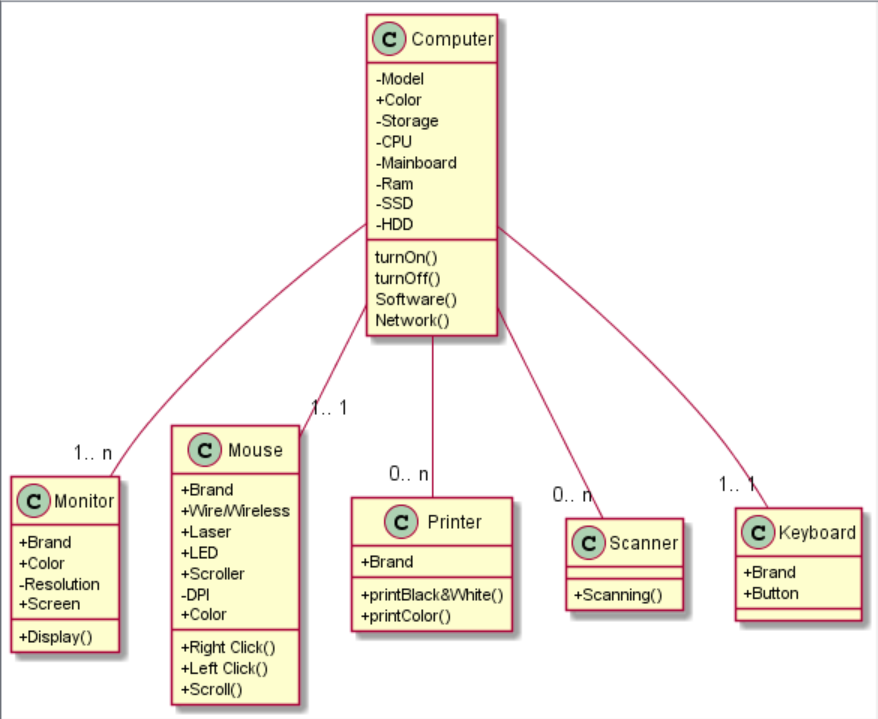 C Computer
-Model
+Color
-Storage
-CPU
-Mainboard
-Ram
-SSD
-HDD
turnOn()
turnOff()
Software()
Network()
1.. n
1.. 1
0.. n
0.. n
1.. 1
C Monitor
+Brand
+Color
-Resolution
+Screen
+Display()
C Mouse
+Brand
+Wire/Wireless
+Laser
+LED
+Scroller
-DPI
+Color
+Right Click()
+Left Click()
+Scroll()
C Printer
+Brand
+printBlack&White()
+printColor()
C Scanner
+Scanning()
C Keyboard
+Brand
+Button